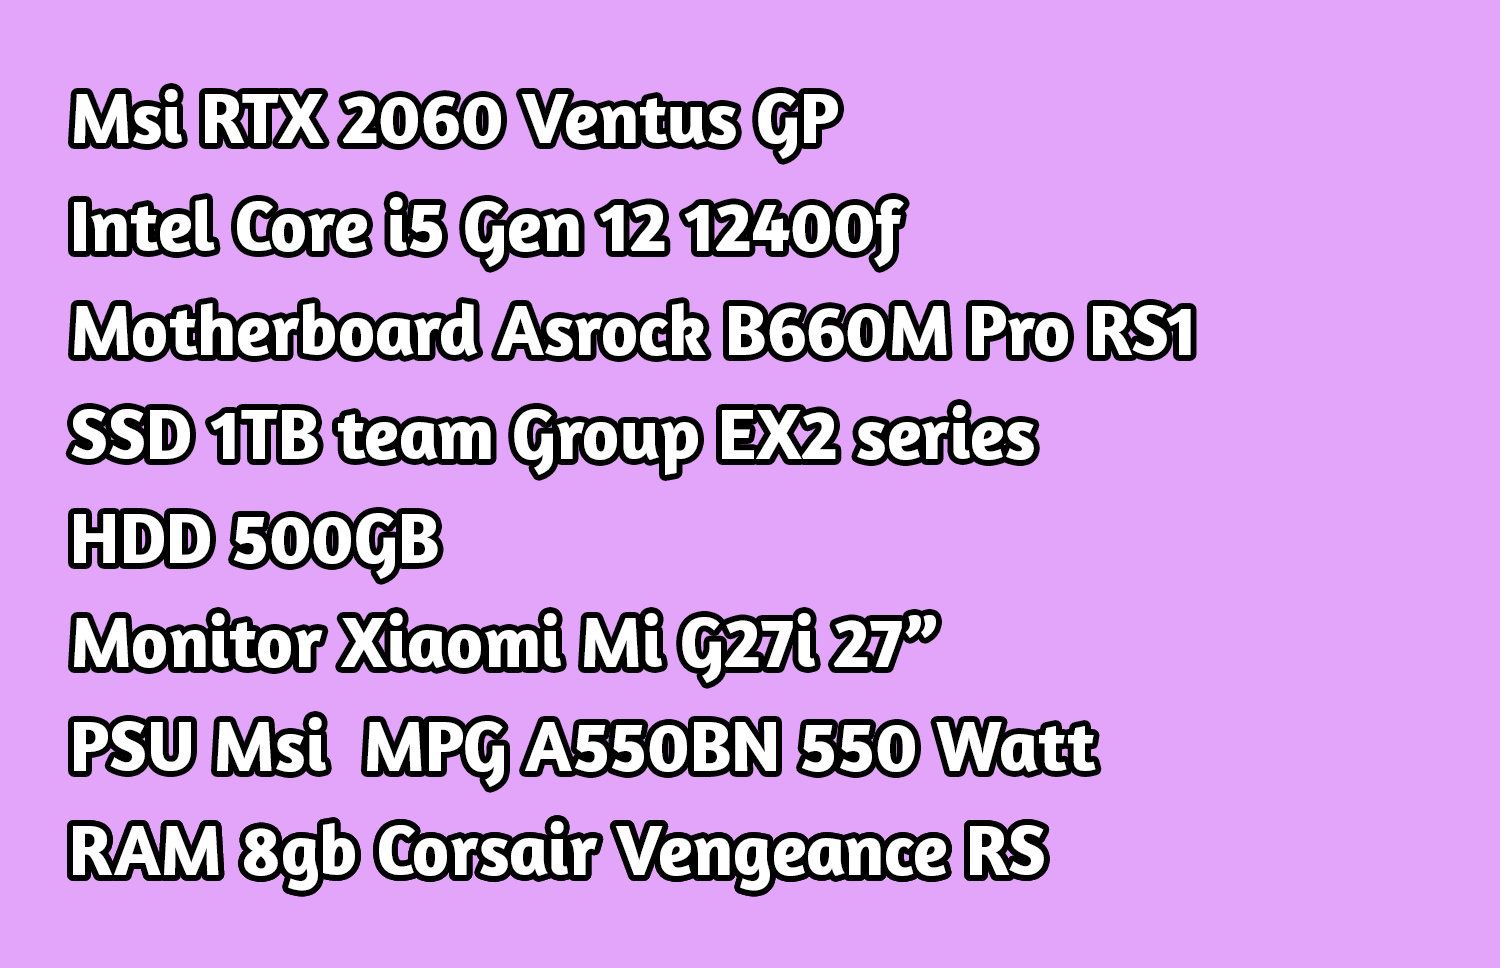 Msi RTX 2060 Ventus GP
Intel Core i5 Gen 12 12400f
Motherboard Asrock B660M Pro RS1
SSD 1TB team Group EX2 series
HDD 500GB
Monitor Xiaomi Mi G27i 27”
PSU Msi  MPG A550BN 550 Watt
RAM 8gb Corsair Vengeance RS